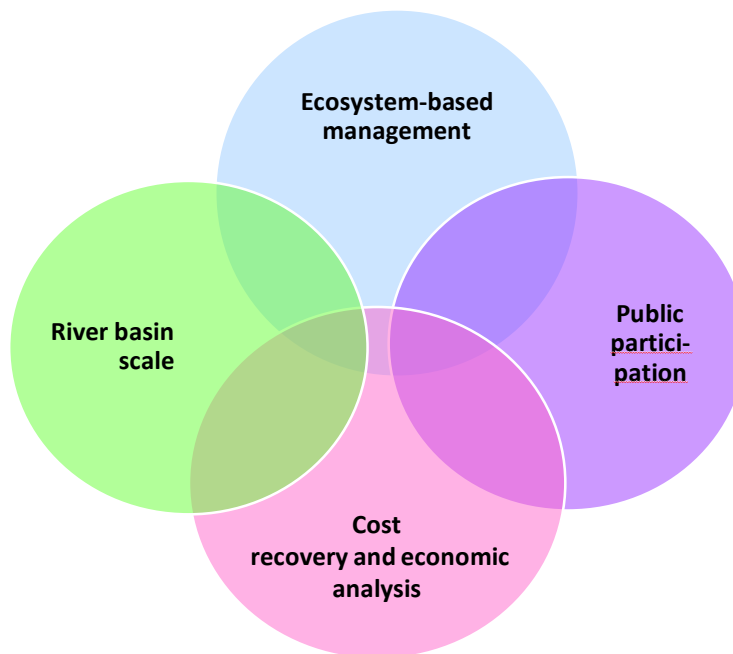 Ecosystem-based
management
River basin
scale
Public
partici-
pation
Cost
recovery and economic
analysis